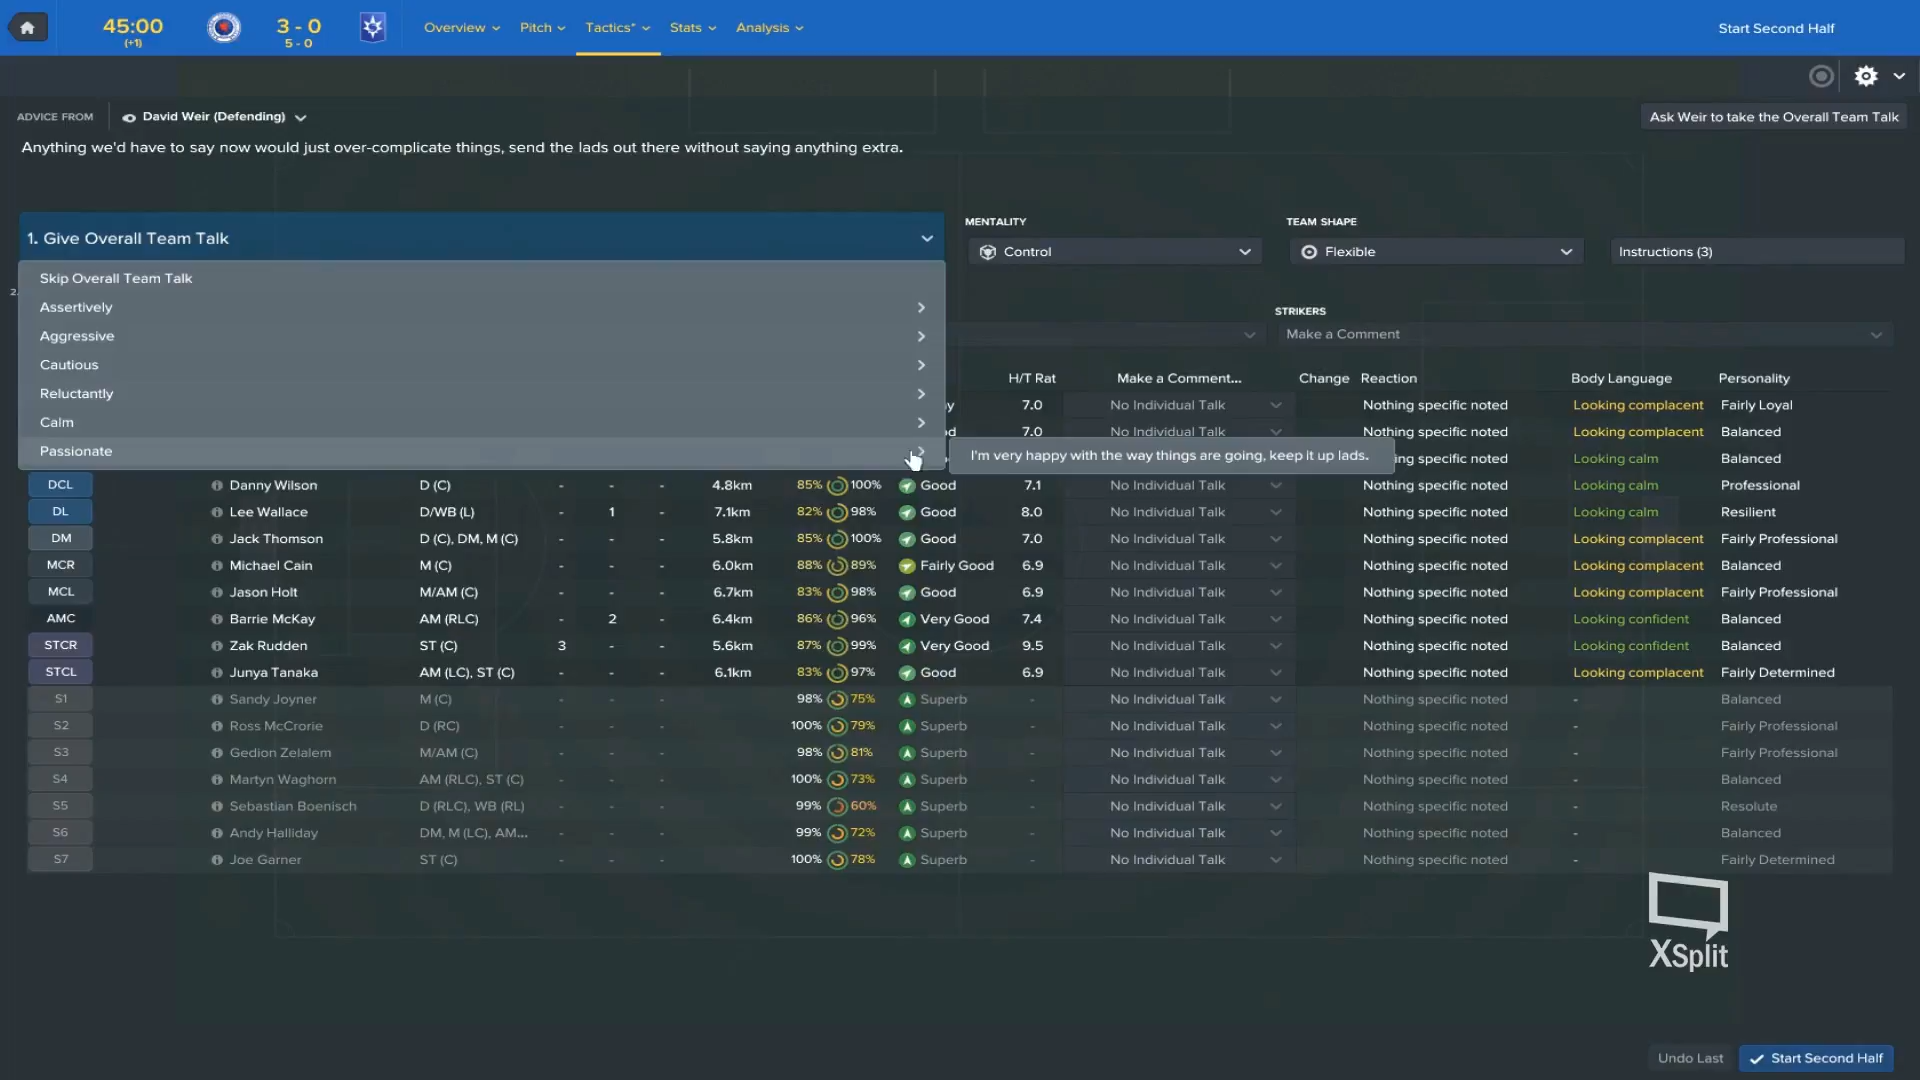 45:00
(+1)
3 - 0
5 - 0
Overview
Pitch
Tactics*
Stats
Analysis
Start Second Half
ADVICE FROM
David Weir (Defending)
Ask Weir to take the Overall Team Talk
Anything we'd have to say now would just over-complicate things, send the lads out there without saying anything extra.
1. Give Overall Team Talk
MENTALITY
Control
TEAM SHAPE
Flexible
Instructions (3)
Skip Overall Team Talk
Assertively
Aggressive
Cautious
Reluctantly
Calm
Passionate
I'm very happy with the way things are going, keep it up lads.
2.
STRIKERS
Make a Comment
H/T Rat Make a Comment... Change Reaction Body Language Personality
7.0 No Individual Talk Nothing specific noted Looking complacent Fairly Loyal
7.0 No Individual Talk Nothing specific noted Looking complacent Balanced
noted Looking calm Balanced
DCL Danny Wilson D (C) - - - 4.8km 85% 100% Good 7.1 No Individual Talk Nothing specific noted Looking calm Professional
DL Lee Wallace D/WB (L) - 1 - 7.1km 82% 98% Good 8.0 No Individual Talk Nothing specific noted Looking calm Resilient
DM Jack Thomson D (C), DM, M (C) - - - 5.8km 85% 100% Good 7.0 No Individual Talk Nothing specific noted Looking complacent Fairly Professional
MCR Michael Cain M (C) - - - 6.0km 88% 89% Fairly Good 6.9 No Individual Talk Nothing specific noted Looking complacent Balanced
MCL Jason Holt M/AM (C) - - - 6.7km 83% 98% Good 6.9 No Individual Talk Nothing specific noted Looking complacent Fairly Professional
AMC Barrie McKay AM (RLC) - 2 - 6.4km 86% 96% Very Good 7.4 No Individual Talk Nothing specific noted Looking confident Balanced
STCR Zak Rudden ST (C) 3 - - 5.6km 87% 99% Very Good 9.5 No Individual Talk Nothing specific noted Looking confident Balanced
STCL Junya Tanaka AM (LC), ST (C) - - - 6.1km 83% 97% Good 6.9 No Individual Talk Nothing specific noted Looking complacent Fairly Determined
S1 Sandy Joyner M (C) - - - 98% 75% Superb - No Individual Talk Nothing specific noted - Balanced
S2 Ross McCrorie D (RC) - - - 100% 79% Superb - No Individual Talk Nothing specific noted - Fairly Professional
S3 Gedion Zelalem M/AM (C) - - - 98% 81% Superb - No Individual Talk Nothing specific noted - Fairly Professional
S4 Martyn Waghorn AM (RLC), ST (C) - - - 100% 73% Superb - No Individual Talk Nothing specific noted - Balanced
S5 Sebastian Boenisch D (RLC), WB (RL) - - - 99% 60% Superb - No Individual Talk Nothing specific noted - Resolute
S6 Andy Halliday DM, M (LC), AM... - - - 99% 72% Superb - No Individual Talk Nothing specific noted - Balanced
S7 Joe Garner ST (C) - - - 100% 78% Superb - No Individual Talk Nothing specific noted - Fairly Determined
XSplit
Undo Last
Start Second Half